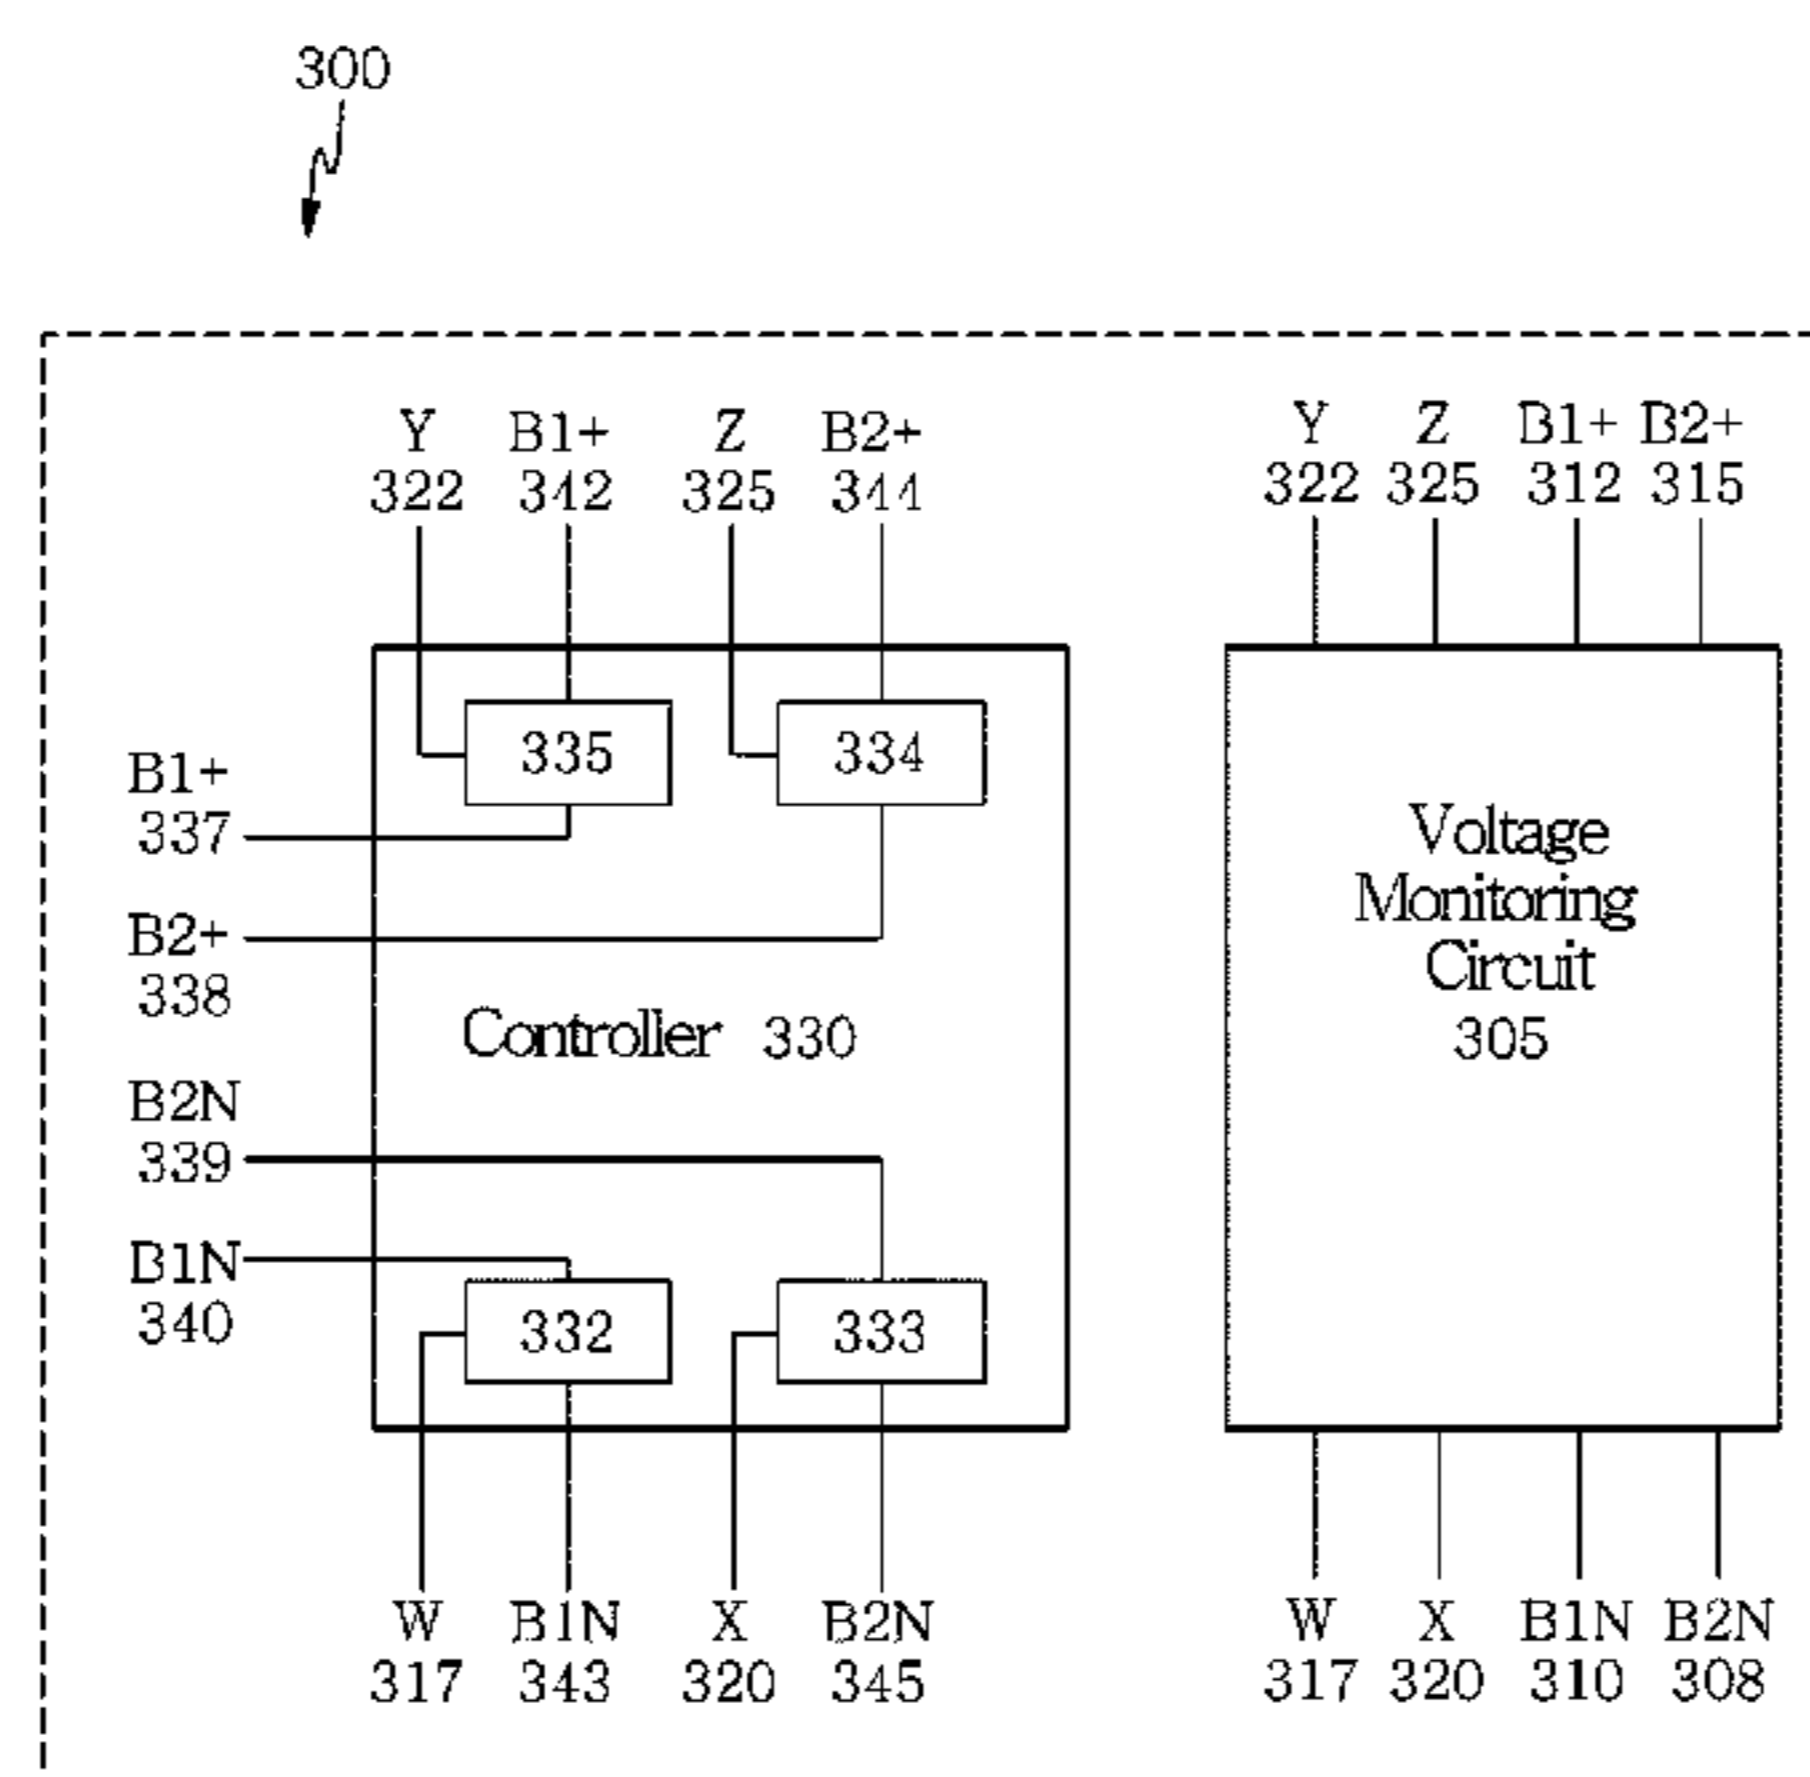 300
Y B1+ Z B2+
322 342 325 344
Y Z B1+ B2+
322 325 312 315
335 334
B1+
337
B2+
338
Controller 330
B2N
339
B1N
340
332 333
W B1N X B2N
317 343 320 345
Voltage
Monitoring
Circuit
305
W X B1N B2N
317 320 310 308